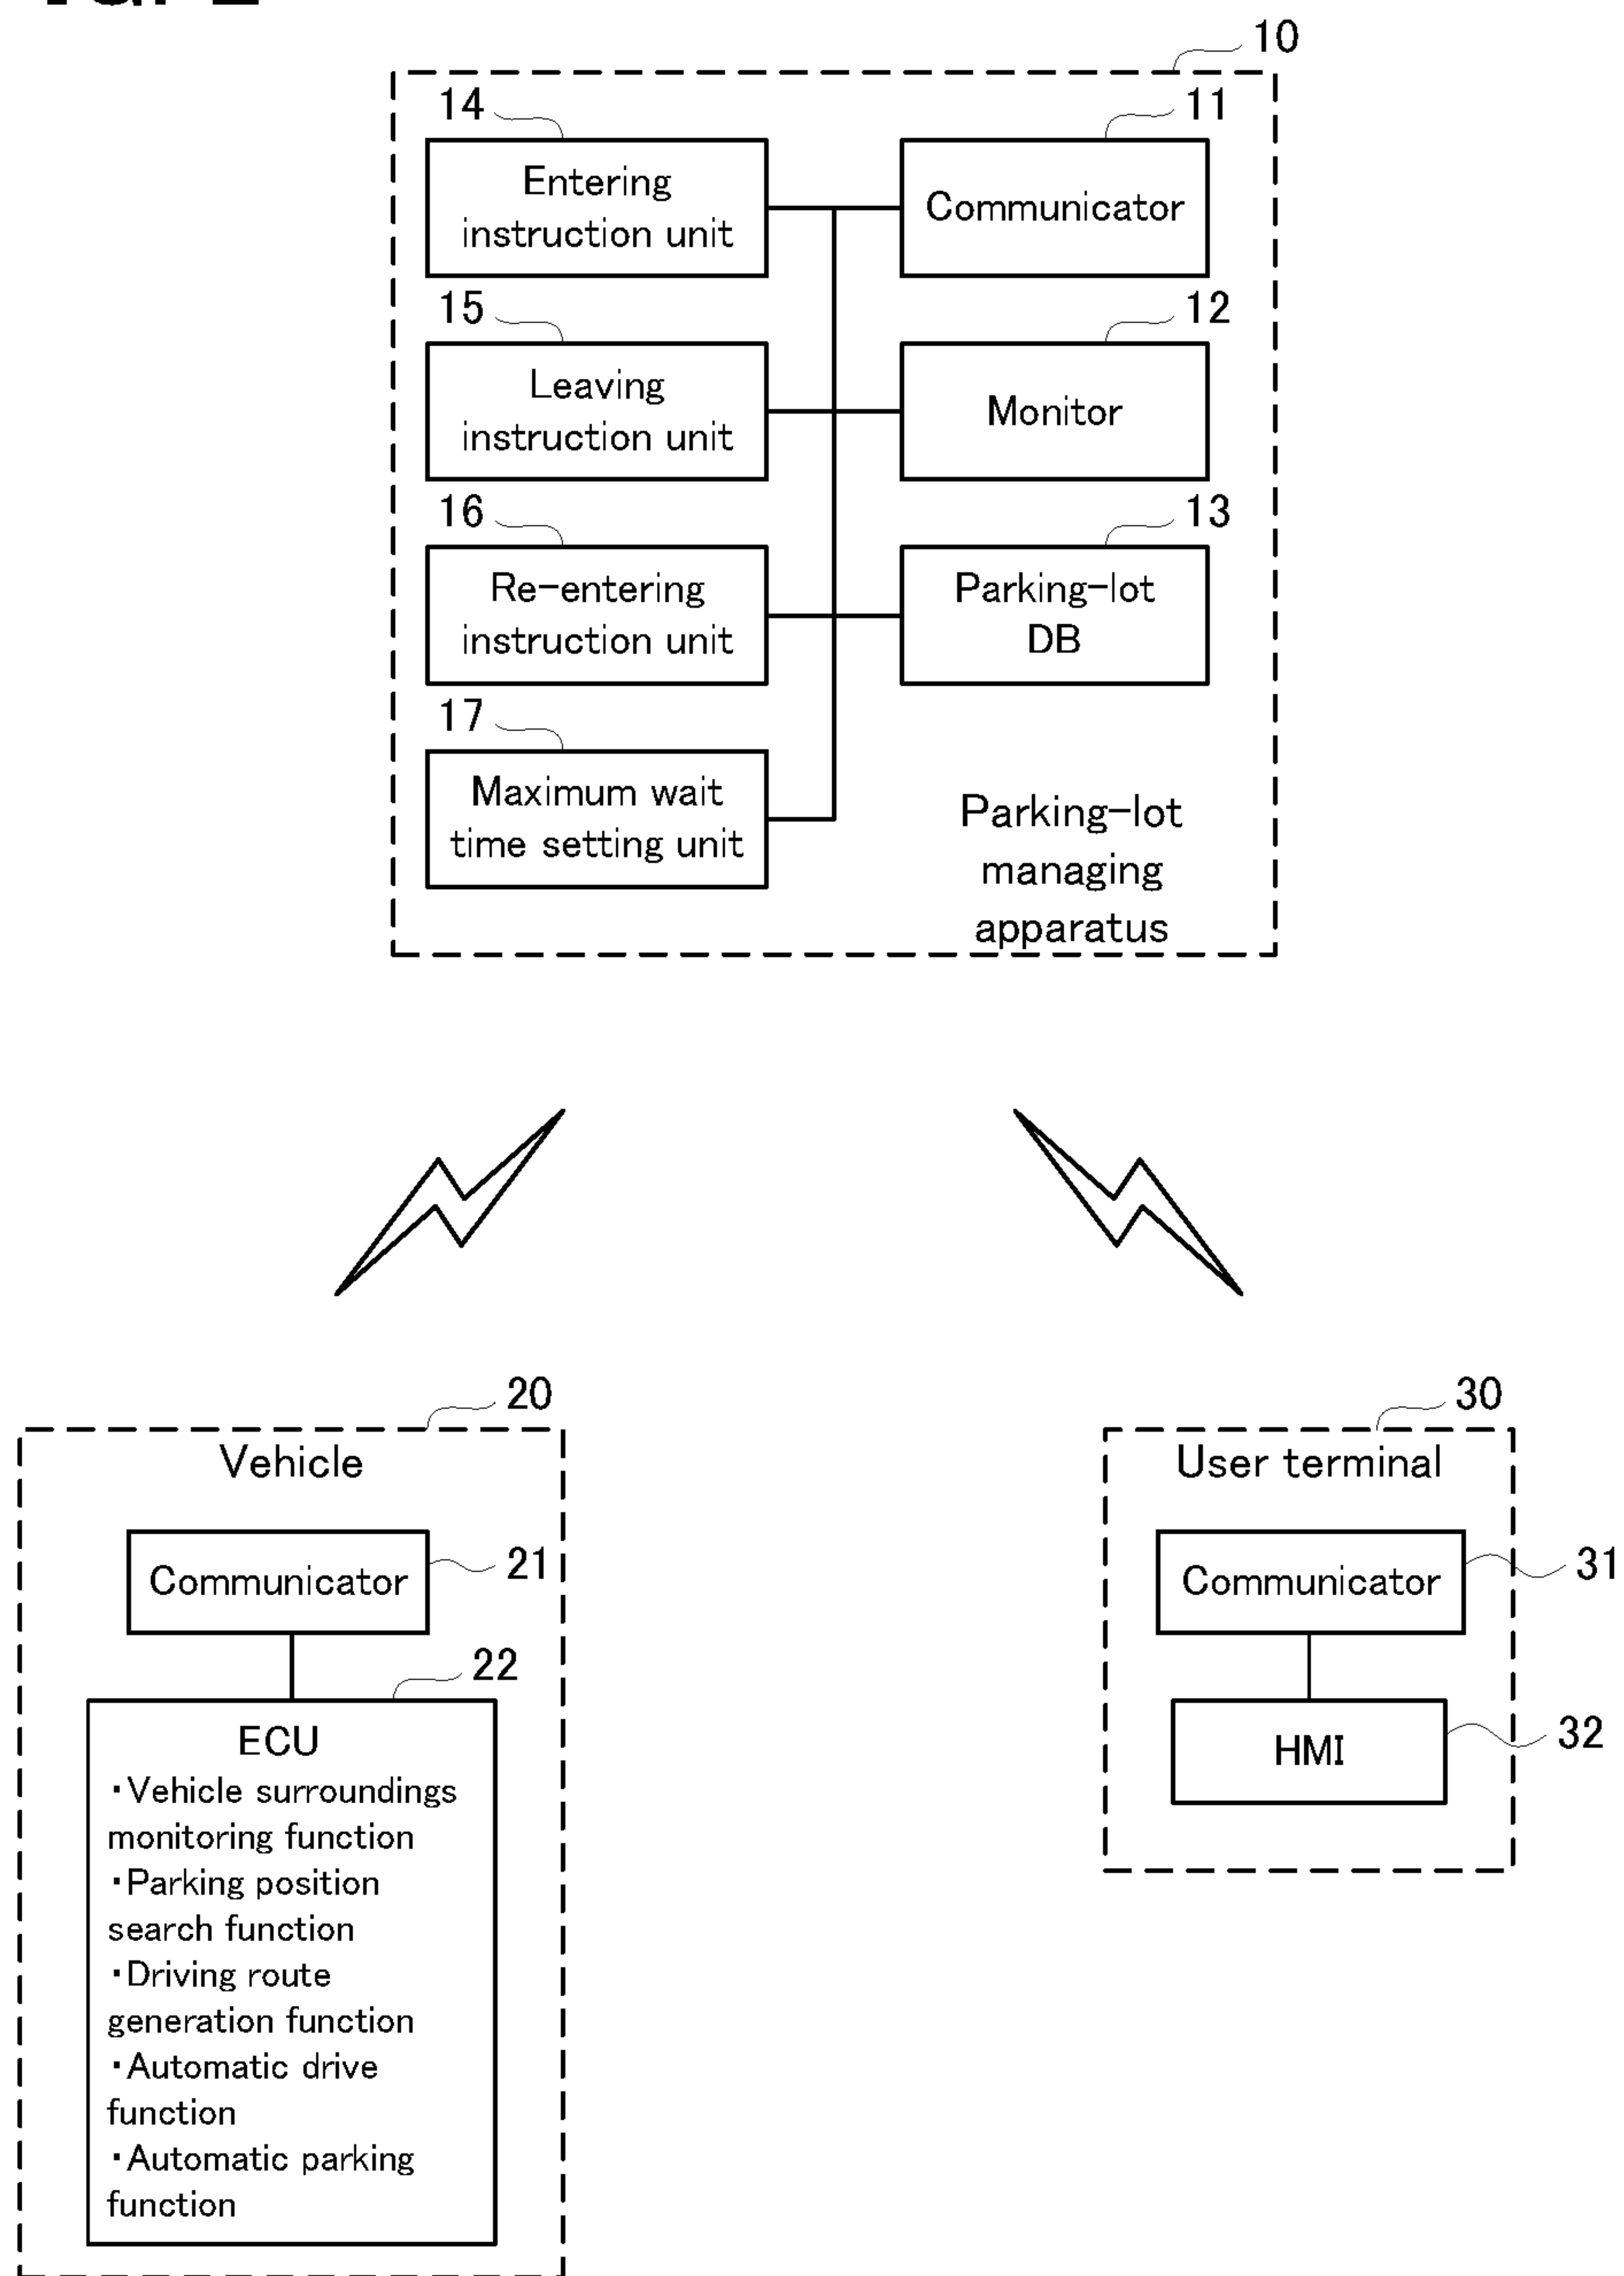 10
14
11
Entering
instruction unit
Communicator
15
12
Leaving
instruction unit
Monitor
16
13
Re-entering
instruction unit
Parking-lot
DB
17
Maximum wait
time setting unit
Parking-lot
managing
apparatus
20
Vehicle
Communicator
21
22
ECU
・Vehicle surroundings
monitoring function
・Parking position
search function
・Driving route
generation function
・Automatic drive
function
・Automatic parking
function
30
User terminal
Communicator
31
HMI
32